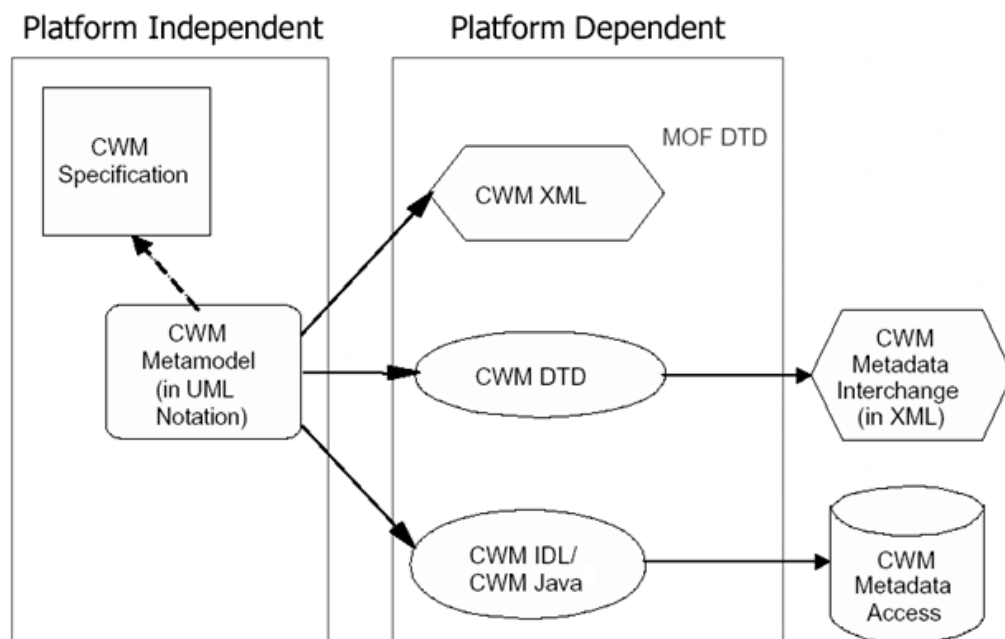 Platform Independent
Platform Dependent
CWM
Specification
MOF DTD
CWM XML
CWM
Metamodel
(in UML
Notation)
CWM DTD
CWM
Metadata
Interchange
(in XML)
CWM IDL/
CWM Java
CWM
Metadata
Access